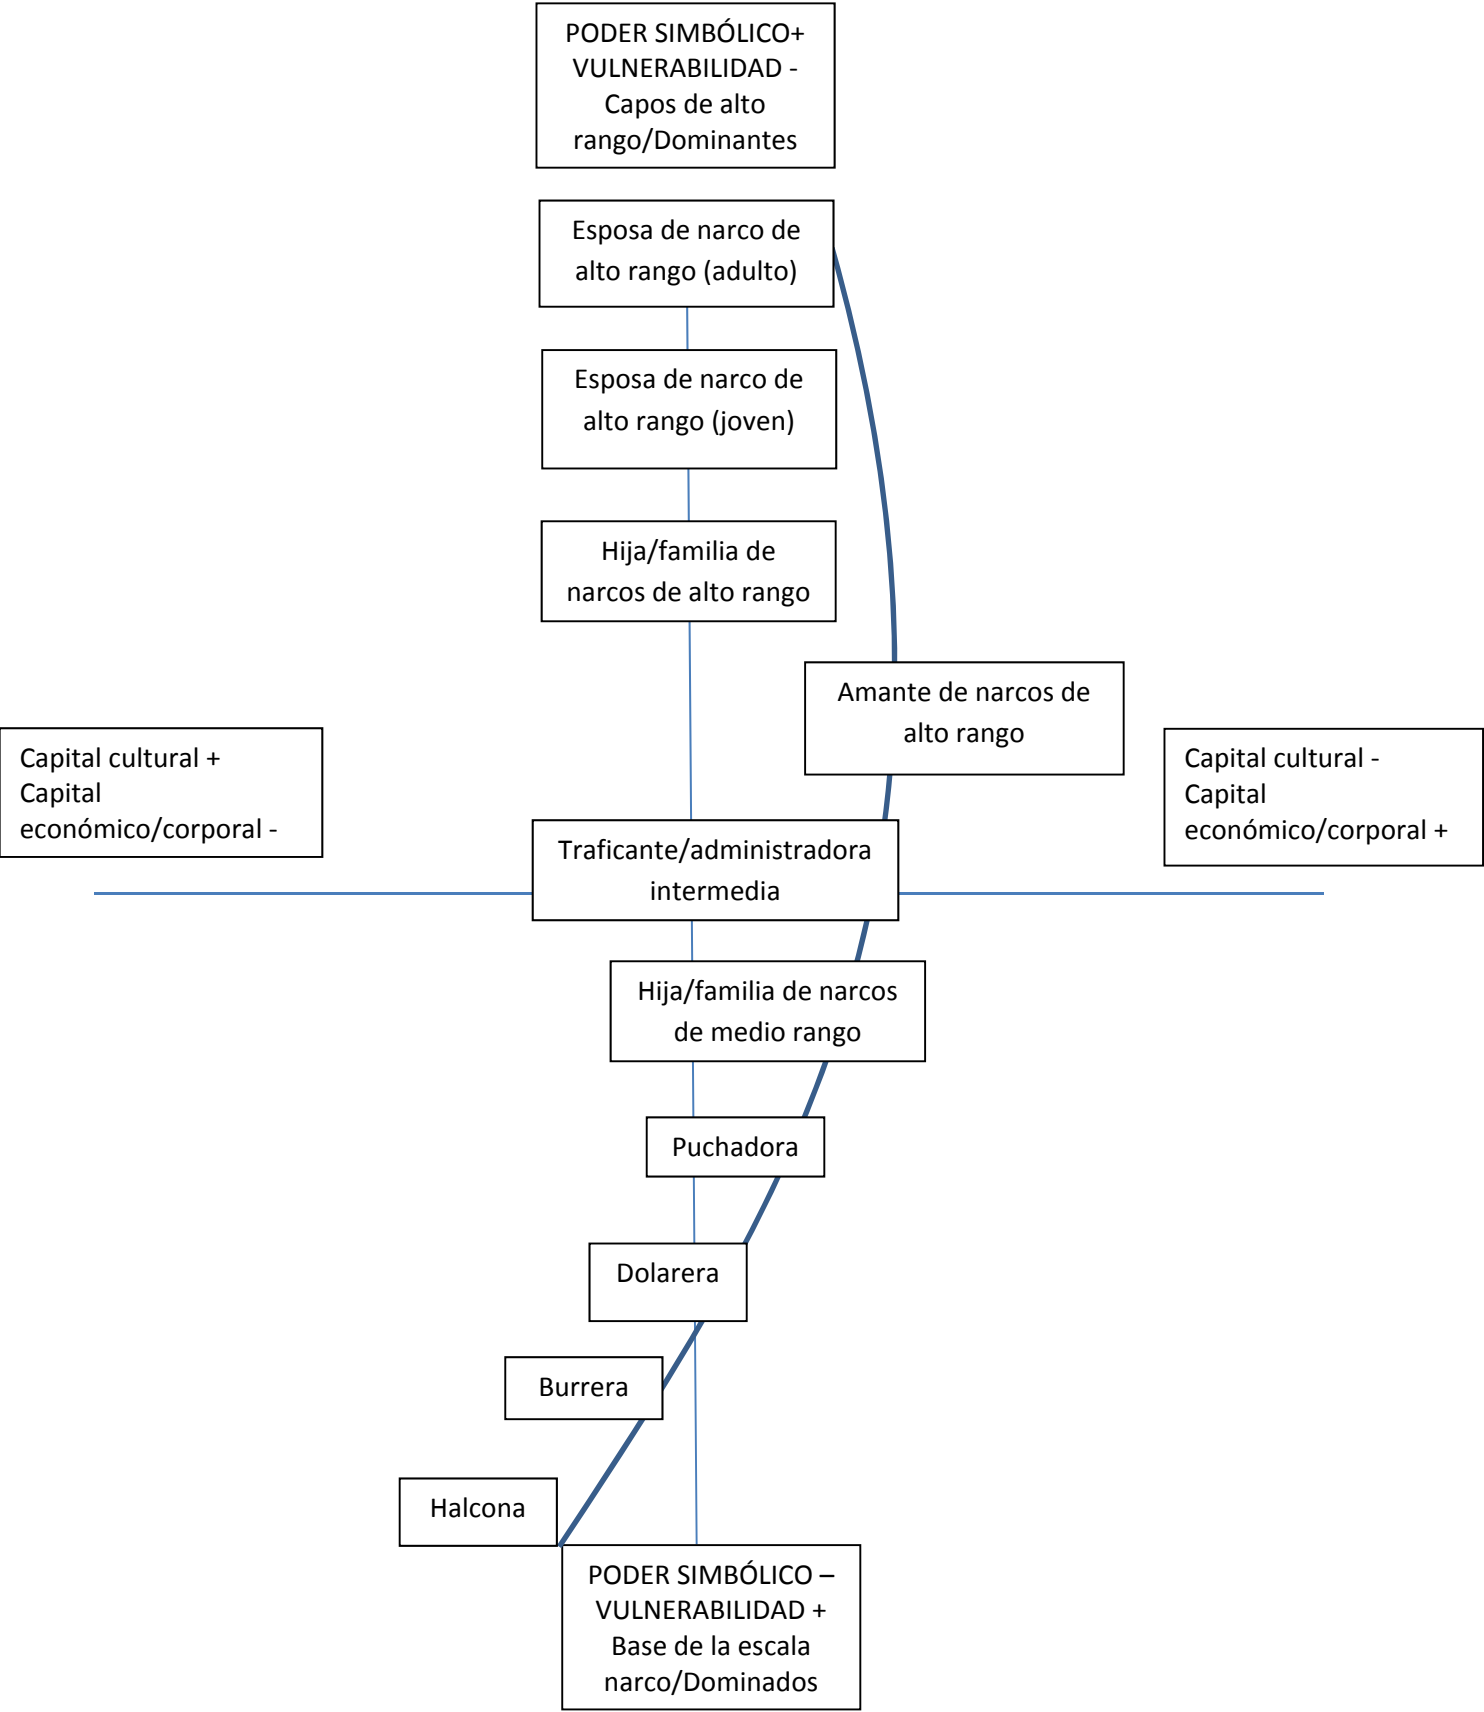 PODER SIMBÓLICO+
VULNERABILIDAD -
Capos de alto
rango/Dominantes
Esposa de narco de
alto rango (adulto)
Esposa de narco de
alto rango (joven)
Hija/familia de
narcos de alto rango
Amante de narcos de
alto rango
Capital cultural +
Capital
económico/corporal -
Capital cultural -
Capital
económico/corporal +
Traficante/administradora
intermedia
Hija/familia de narcos
de medio rango
Puchadora
Dolarera
Burrera
Halcona
PODER SIMBÓLICO –
VULNERABILIDAD +
Base de la escala
narco/Dominados